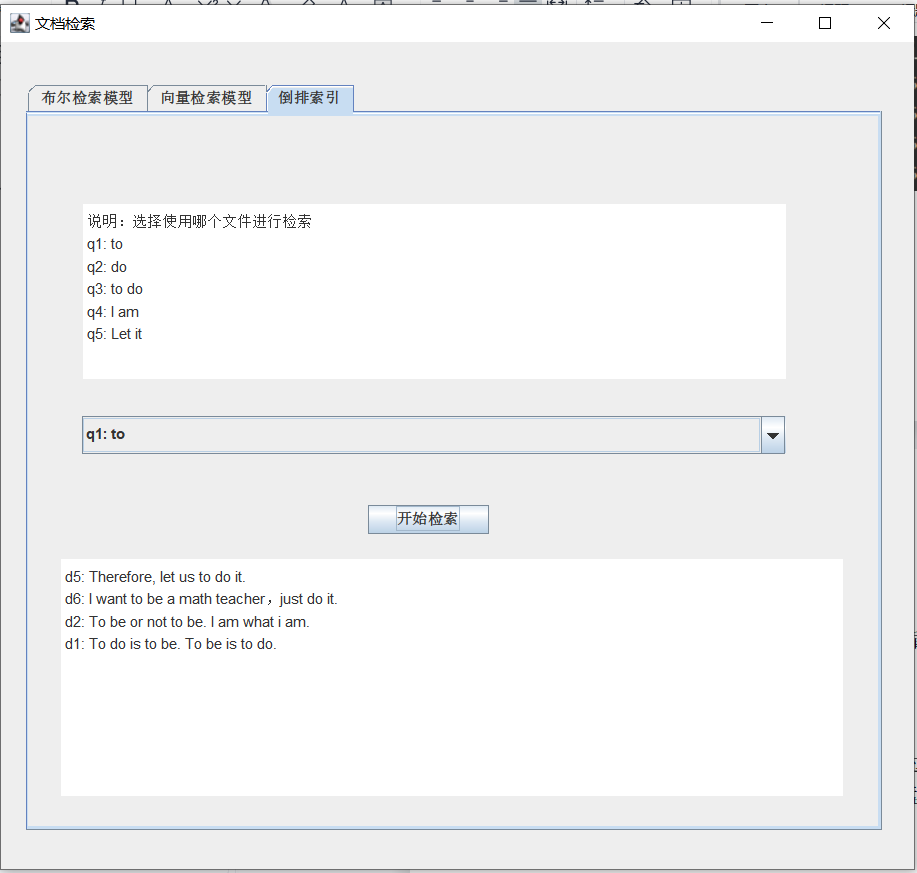 文档检索
布尔检索模型 向量检索模型 倒排索引
说明：选择使用哪个文件进行检索
q1: to
q2: do
q3: to do
q4: I am
q5: Let it
q1: to
开始检索
d5: Therefore, let us to do it.
d6: I want to be a math teacher，just do it.
d2: To be or not to be. I am what i am.
d1: To do is to be. To be is to do.